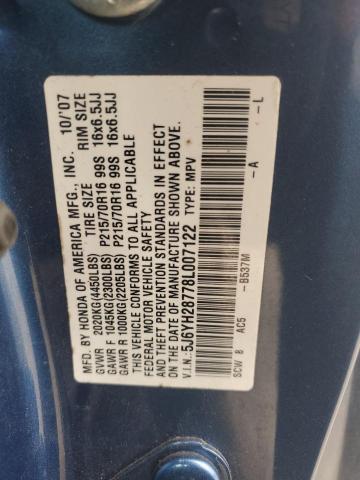 MFD. BY HONDA OF AMERICA MFG., INC. 10/'07
TIRE SIZE RIM SIZE
GVWR 2020KG(4450LBS)
GAWR F 1045KG(2300LBS) P215/70R16 99S 16x6.5JJ
GAWR R 1000KG(2205LBS) P215/70R16 99S 16x6.5JJ
THIS VEHICLE CONFORMS TO ALL APPLICABLE
FEDERAL MOTOR VEHICLE SAFETY
AND THEFT PREVENTION STANDARDS IN EFFECT
ON THE DATE OF MANUFACTURE SHOWN ABOVE.
V.I.N.: 5J6YH28778L007122 TYPE: MPV
SCW 8 AC5 -B537M -A -L